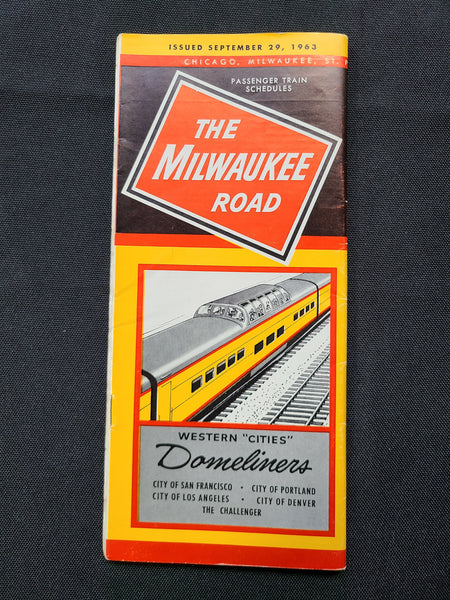 ISSUED SEPTEMBER 29, 1963
CHICAGO, MILWAUKEE, ST.
PASSENGER TRAIN
SCHEDULES
THE
MILWAUKEE
ROAD
WESTERN "CITIES"
Domeliners
CITY OF SAN FRANCISCO • CITY OF PORTLAND
CITY OF LOS ANGELES • CITY OF DENVER
THE CHALLENGER